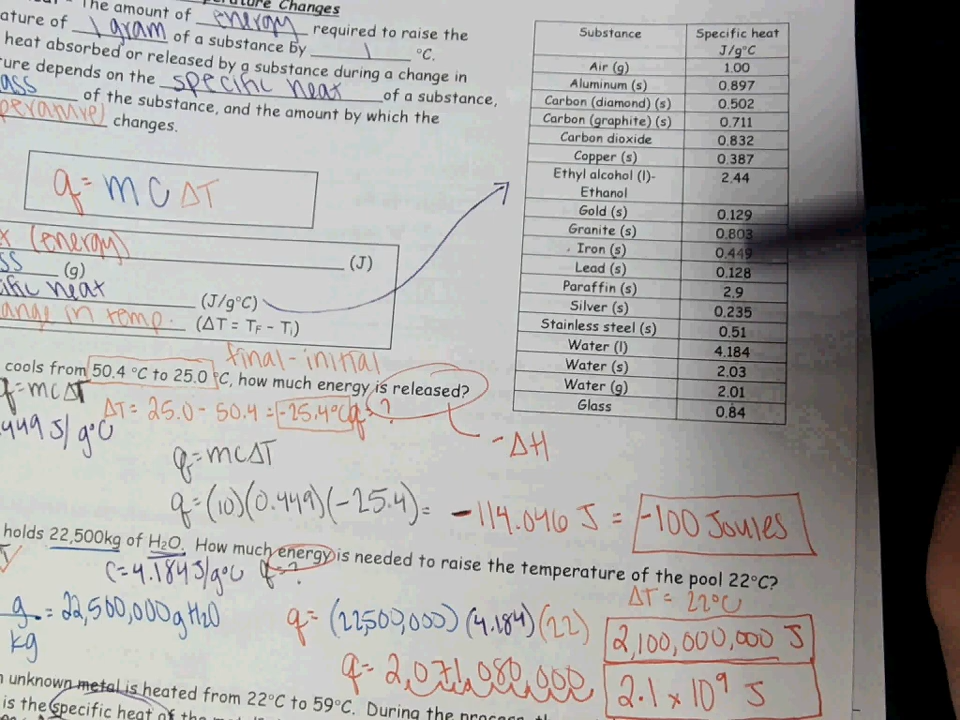 perature Changes
The amount of energy required to raise the
ature of 1 gram of a substance by 1 °C.
heat absorbed or released by a substance during a change in
ure depends on the specific heat of a substance,
ass of the substance, and the amount by which the
changes.
q = m C ΔT
(energy) (J)
ss (g)
ific heat (J/g°C)
ange in temp. (ΔT = TF - Ti)
final - initial
Substance Specific heat J/g°C
Air (g) 1.00
Aluminum (s) 0.897
Carbon (diamond) (s) 0.502
Carbon (graphite) (s) 0.711
Carbon dioxide 0.832
Copper (s) 0.387
Ethyl alcohol (l)-Ethanol 2.44
Gold (s) 0.129
Granite (s) 0.803
Iron (s) 0.449
Lead (s) 0.128
Paraffin (s) 2.9
Silver (s) 0.235
Stainless steel (s) 0.51
Water (l) 4.184
Water (s) 2.03
Water (g) 2.01
Glass 0.84
cools from 50.4 °C to 25.0 °C, how much energy is released?
q=mCΔT
ΔT = 25.0 - 50.4 = -25.4°C q = ?
.449 J/g°C
-ΔH
q=mCΔT
q=(10)(0.449)(-25.4)= -114.046 J = -100 Joules
holds 22,500kg of H2O. How much energy is needed to raise the temperature of the pool 22°C?
C=4.184J/g°C q=?
ΔT = 22°C
g/kg = 22,500,000g H2O
q= (22500,000) (4.184)(22)
2,100,000,000 J
q= 2,071,080,000
2.1 x 10⁹ J
unknown metal is heated from 22°C to 59°C. During the process
is the specific heat of the